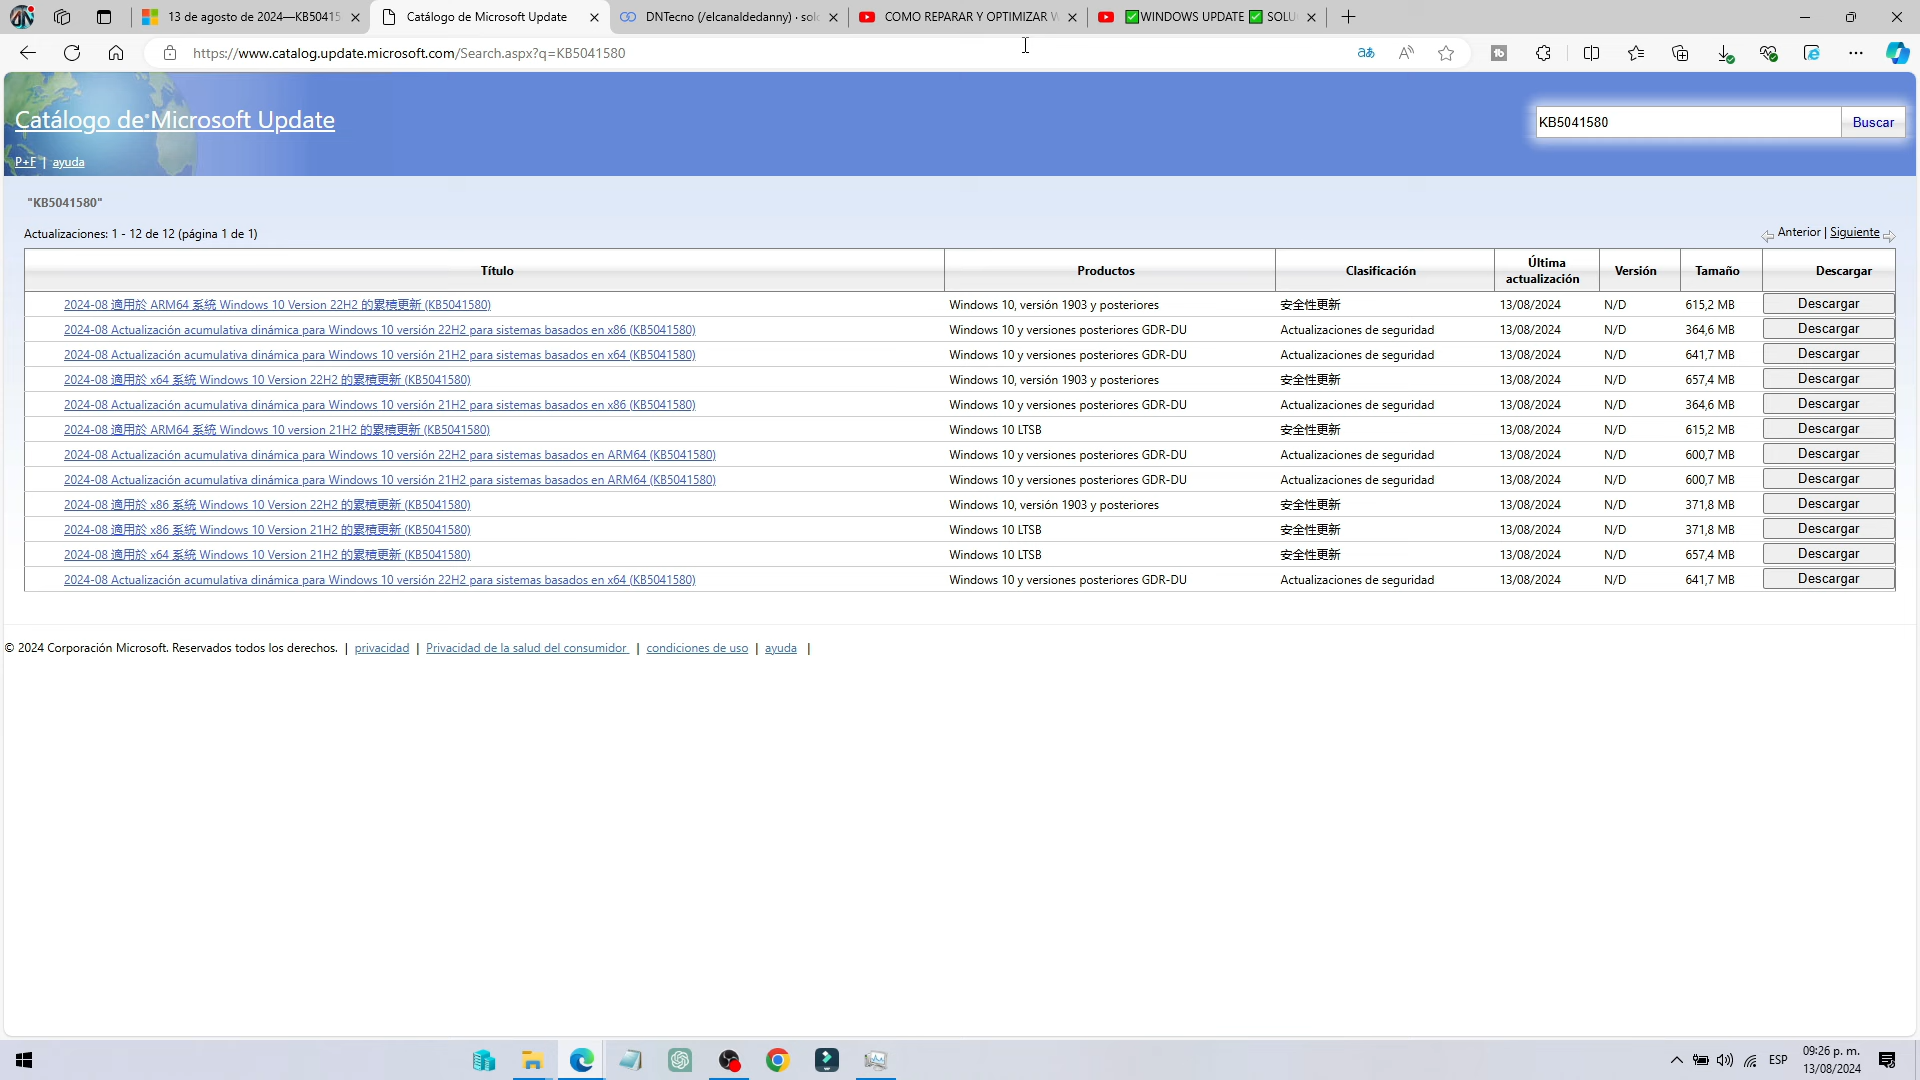 13 de agosto de 2024—KB50415
Catálogo de Microsoft Update
DNTecno (/elcanaldedanny) · solo
COMO REPARAR Y OPTIMIZAR W
✅WINDOWS UPDATE ✅ SOLU
https://www.catalog.update.microsoft.com/Search.aspx?q=KB5041580
Catálogo de Microsoft Update
KB5041580
Buscar
P+F | ayuda
"KB5041580"
Actualizaciones: 1 - 12 de 12 (página 1 de 1)
Anterior | Siguiente
Título Productos Clasificación Última actualización Versión Tamaño Descargar
2024-08 適用於 ARM64 系統 Windows 10 Version 22H2 的累積更新 (KB5041580) Windows 10, versión 1903 y posteriores 安全性更新 13/08/2024 N/D 615,2 MB Descargar
2024-08 Actualización acumulativa dinámica para Windows 10 versión 22H2 para sistemas basados en x86 (KB5041580) Windows 10 y versiones posteriores GDR-DU Actualizaciones de seguridad 13/08/2024 N/D 364,6 MB Descargar
2024-08 Actualización acumulativa dinámica para Windows 10 versión 21H2 para sistemas basados en x64 (KB5041580) Windows 10 y versiones posteriores GDR-DU Actualizaciones de seguridad 13/08/2024 N/D 641,7 MB Descargar
2024-08 適用於 x64 系統 Windows 10 Version 22H2 的累積更新 (KB5041580) Windows 10, versión 1903 y posteriores 安全性更新 13/08/2024 N/D 657,4 MB Descargar
2024-08 Actualización acumulativa dinámica para Windows 10 versión 21H2 para sistemas basados en x86 (KB5041580) Windows 10 y versiones posteriores GDR-DU Actualizaciones de seguridad 13/08/2024 N/D 364,6 MB Descargar
2024-08 適用於 ARM64 系統 Windows 10 version 21H2 的累積更新 (KB5041580) Windows 10 LTSB 安全性更新 13/08/2024 N/D 615,2 MB Descargar
2024-08 Actualización acumulativa dinámica para Windows 10 versión 22H2 para sistemas basados en ARM64 (KB5041580) Windows 10 y versiones posteriores GDR-DU Actualizaciones de seguridad 13/08/2024 N/D 600,7 MB Descargar
2024-08 Actualización acumulativa dinámica para Windows 10 versión 21H2 para sistemas basados en ARM64 (KB5041580) Windows 10 y versiones posteriores GDR-DU Actualizaciones de seguridad 13/08/2024 N/D 600,7 MB Descargar
2024-08 適用於 x86 系統 Windows 10 Version 22H2 的累積更新 (KB5041580) Windows 10, versión 1903 y posteriores 安全性更新 13/08/2024 N/D 371,8 MB Descargar
2024-08 適用於 x86 系統 Windows 10 Version 21H2 的累積更新 (KB5041580) Windows 10 LTSB 安全性更新 13/08/2024 N/D 371,8 MB Descargar
2024-08 適用於 x64 系統 Windows 10 Version 21H2 的累積更新 (KB5041580) Windows 10 LTSB 安全性更新 13/08/2024 N/D 657,4 MB Descargar
2024-08 Actualización acumulativa dinámica para Windows 10 versión 22H2 para sistemas basados en x64 (KB5041580) Windows 10 y versiones posteriores GDR-DU Actualizaciones de seguridad 13/08/2024 N/D 641,7 MB Descargar
© 2024 Corporación Microsoft. Reservados todos los derechos. | privacidad | Privacidad de la salud del consumidor | condiciones de uso | ayuda |
ESP
09:26 p. m.
13/08/2024